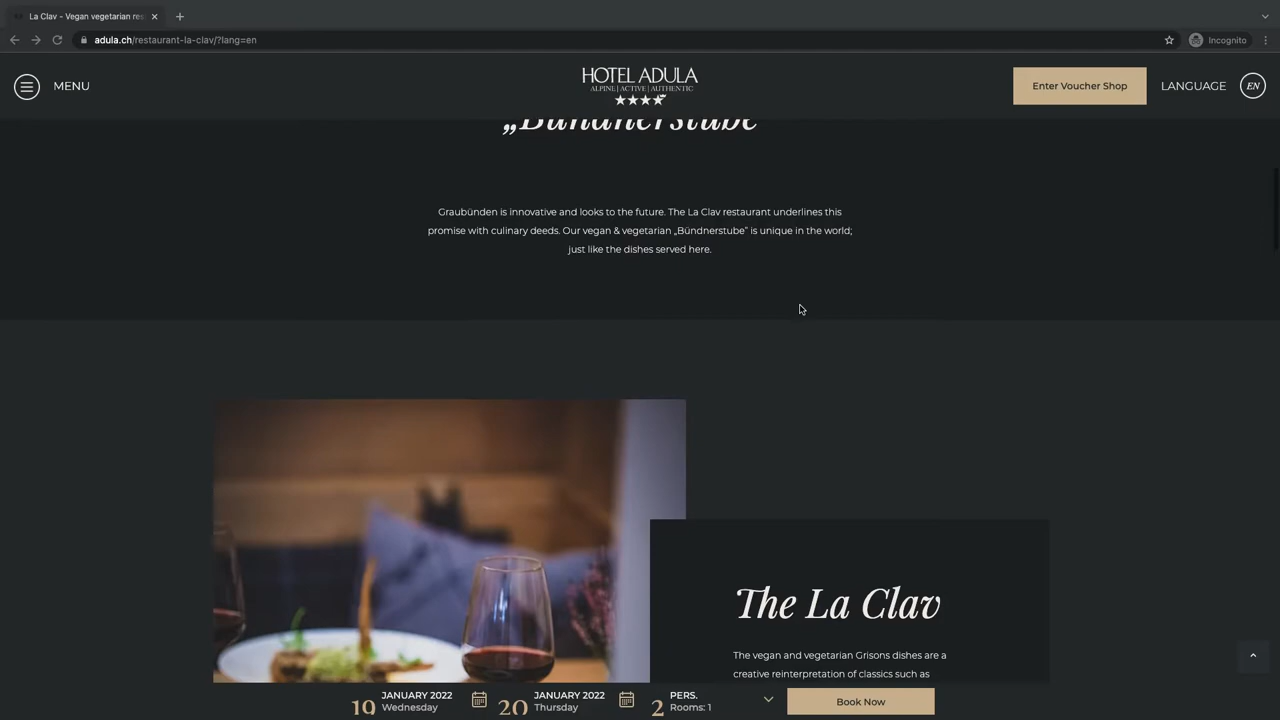 La Clav - Vegan vegetarian res
adula.ch/restaurant-la-clav/?lang=en
Incognito
MENU
HOTEL ADULA
ALPINE | ACTIVE | AUTHENTIC
Enter Voucher Shop
LANGUAGE
EN
„Bündnerstube
Graubünden is innovative and looks to the future. The La Clav restaurant underlines this
promise with culinary deeds. Our vegan & vegetarian „Bündnerstube" is unique in the world;
just like the dishes served here.
The La Clav
The vegan and vegetarian Grisons dishes are a
creative reinterpretation of classics such as
19 JANUARY 2022
Wednesday
20 JANUARY 2022
Thursday
2 PERS.
Rooms: 1
Book Now